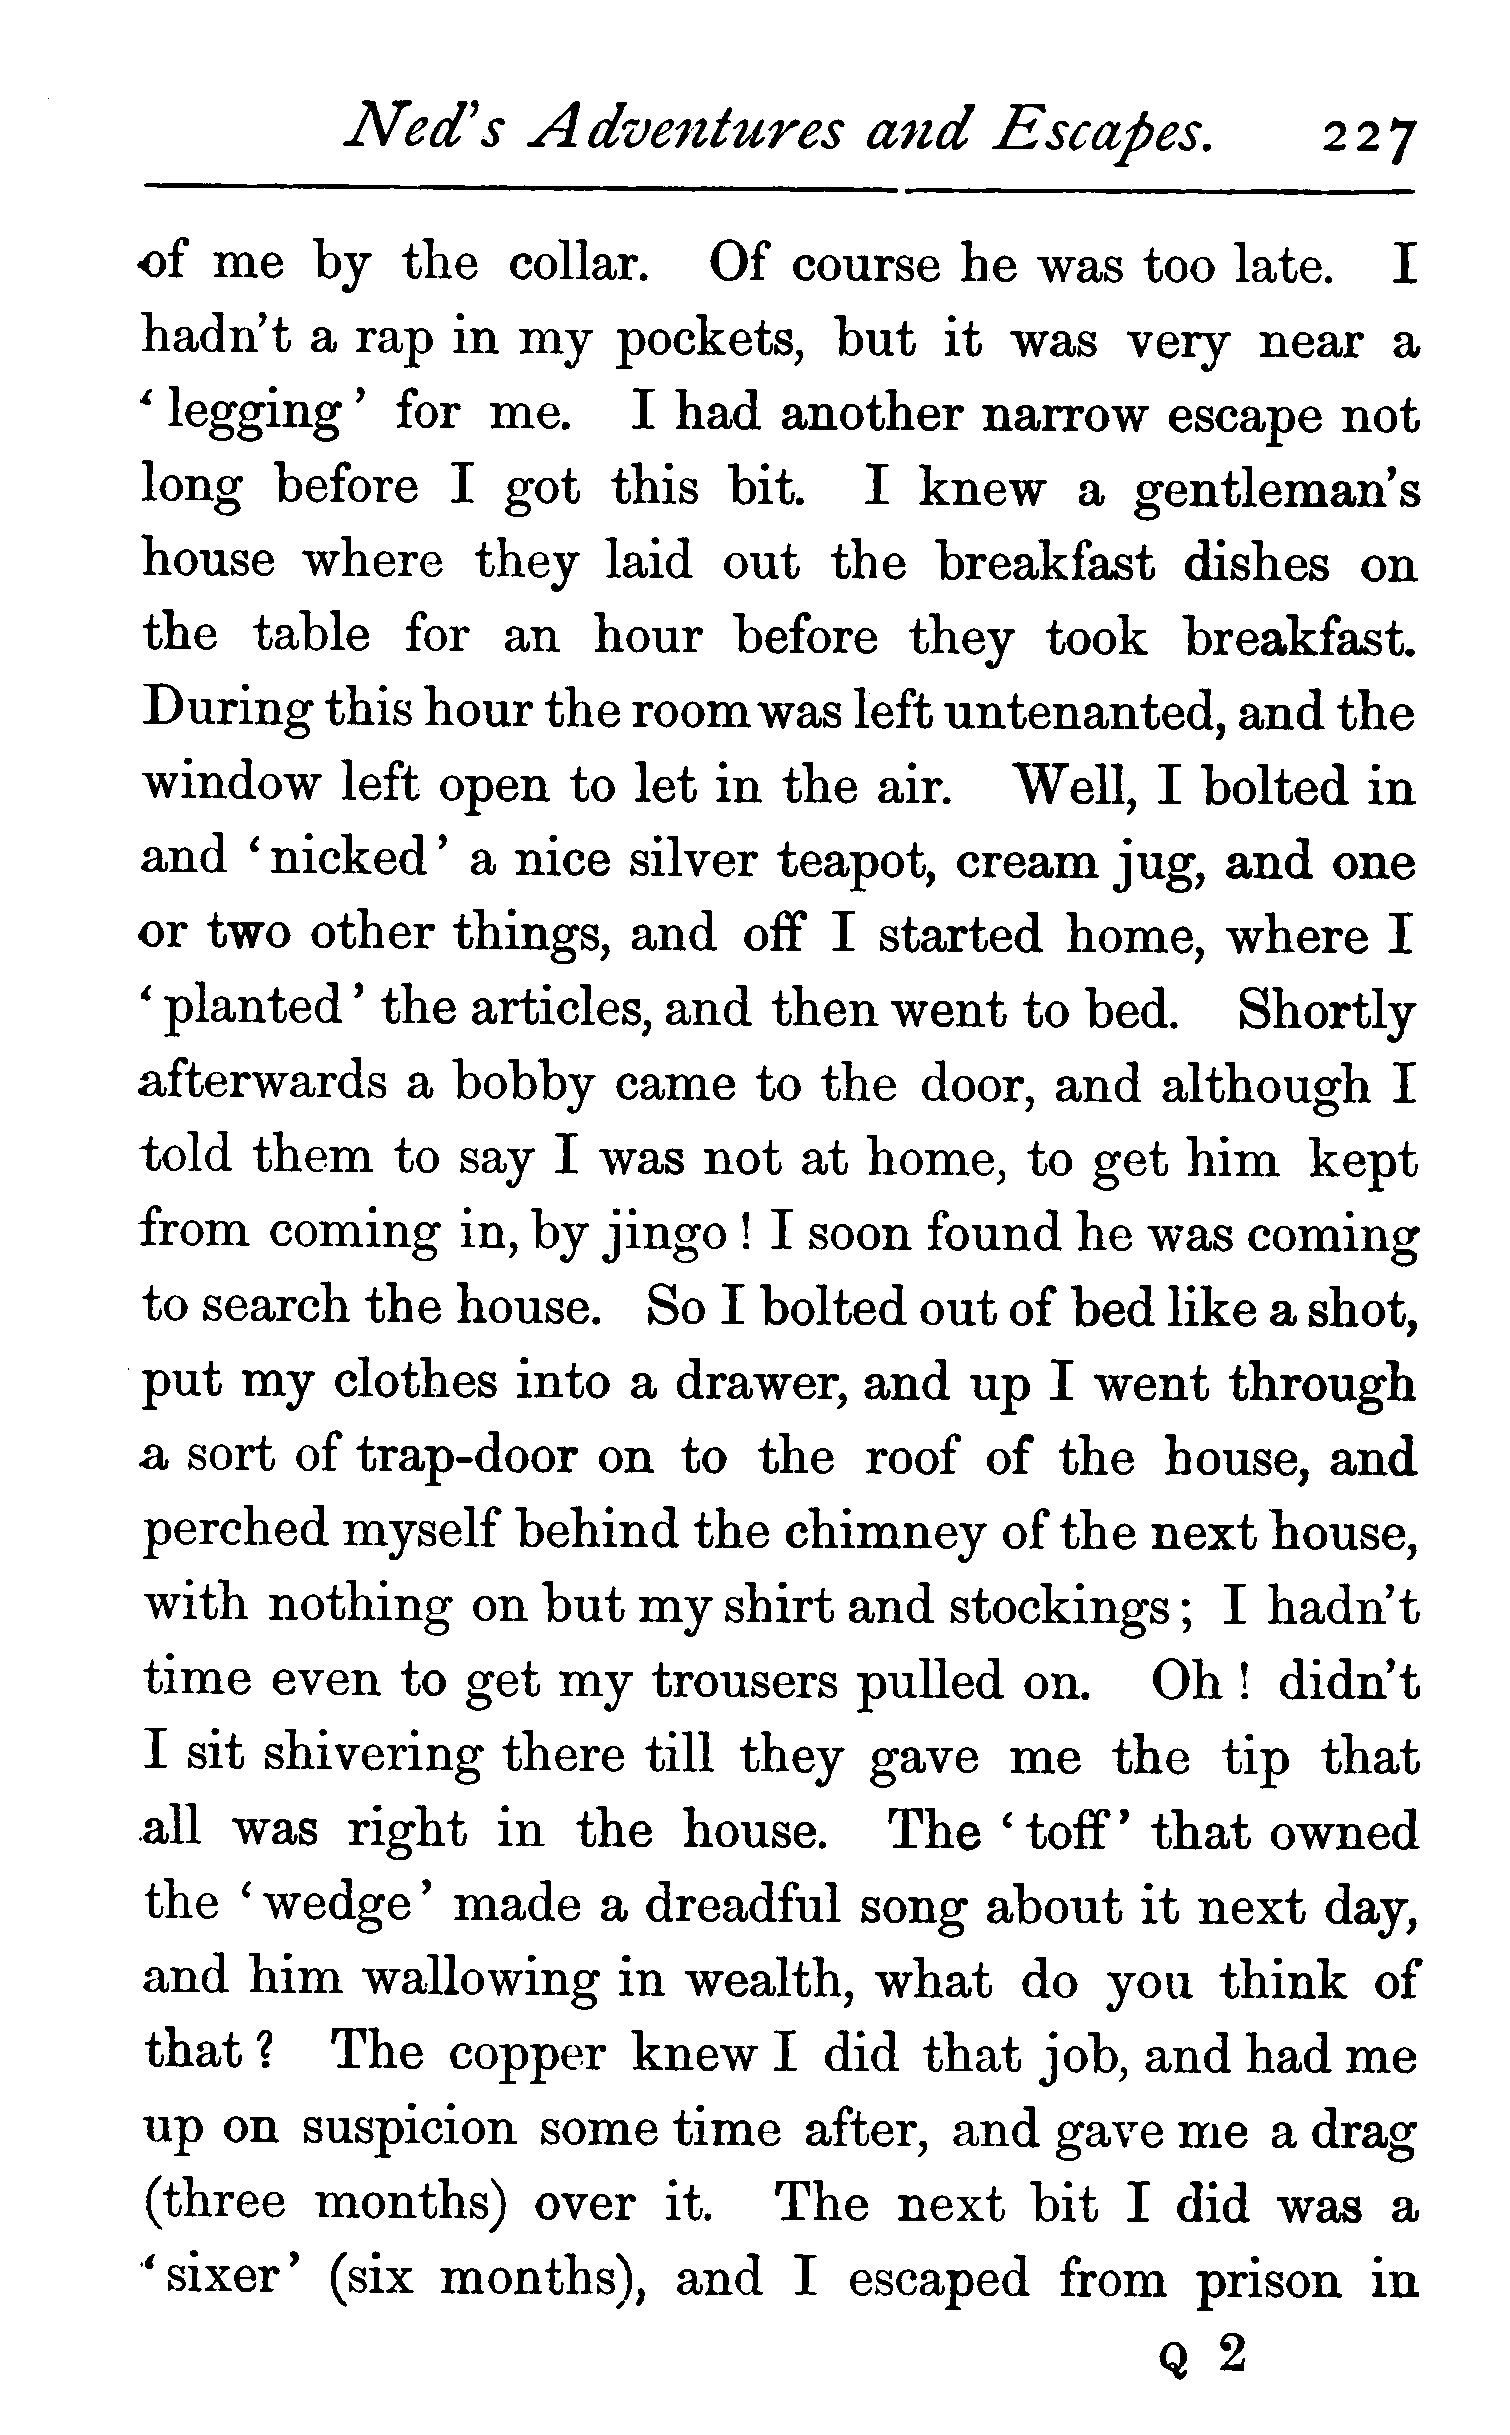 Ned's Adventures and Escapes. 227
of me by the collar. Of course he was too late. I
hadn't a rap in my pockets, but it was very near a
‘legging’ for me. I had another narrow escape not
long before I got this bit. I knew a gentleman's
house where they laid out the breakfast dishes on
the table for an hour before they took breakfast.
During this hour the room was left untenanted, and the
window left open to let in the air. Well, I bolted in
and ‘nicked’ a nice silver teapot, cream jug, and one
or two other things, and off I started home, where I
‘planted’ the articles, and then went to bed. Shortly
afterwards a bobby came to the door, and although I
told them to say I was not at home, to get him kept
from coming in, by jingo! I soon found he was coming
to search the house. So I bolted out of bed like a shot,
put my clothes into a drawer, and up I went through
a sort of trap-door on to the roof of the house, and
perched myself behind the chimney of the next house,
with nothing on but my shirt and stockings; I hadn't
time even to get my trousers pulled on. Oh! didn't
I sit shivering there till they gave me the tip that
all was right in the house. The ‘toff’ that owned
the ‘wedge’ made a dreadful song about it next day,
and him wallowing in wealth, what do you think of
that? The copper knew I did that job, and had me
up on suspicion some time after, and gave me a drag
(three months) over it. The next bit I did was a
‘sixer’ (six months), and I escaped from prison in
Q 2